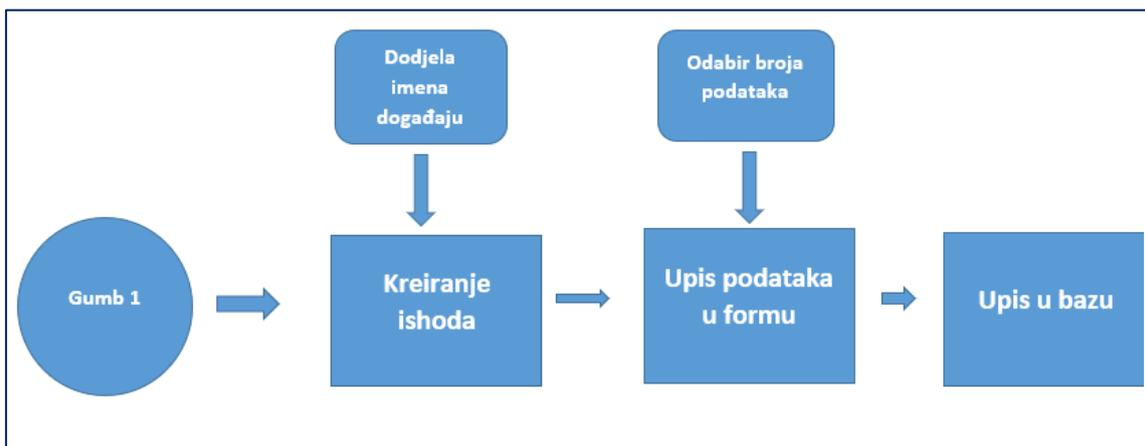 Dodjela
imena
događaju
Odabir broja
podataka
Gumb 1
Kreiranje
ishoda
Upis podataka
u formu
Upis u bazu